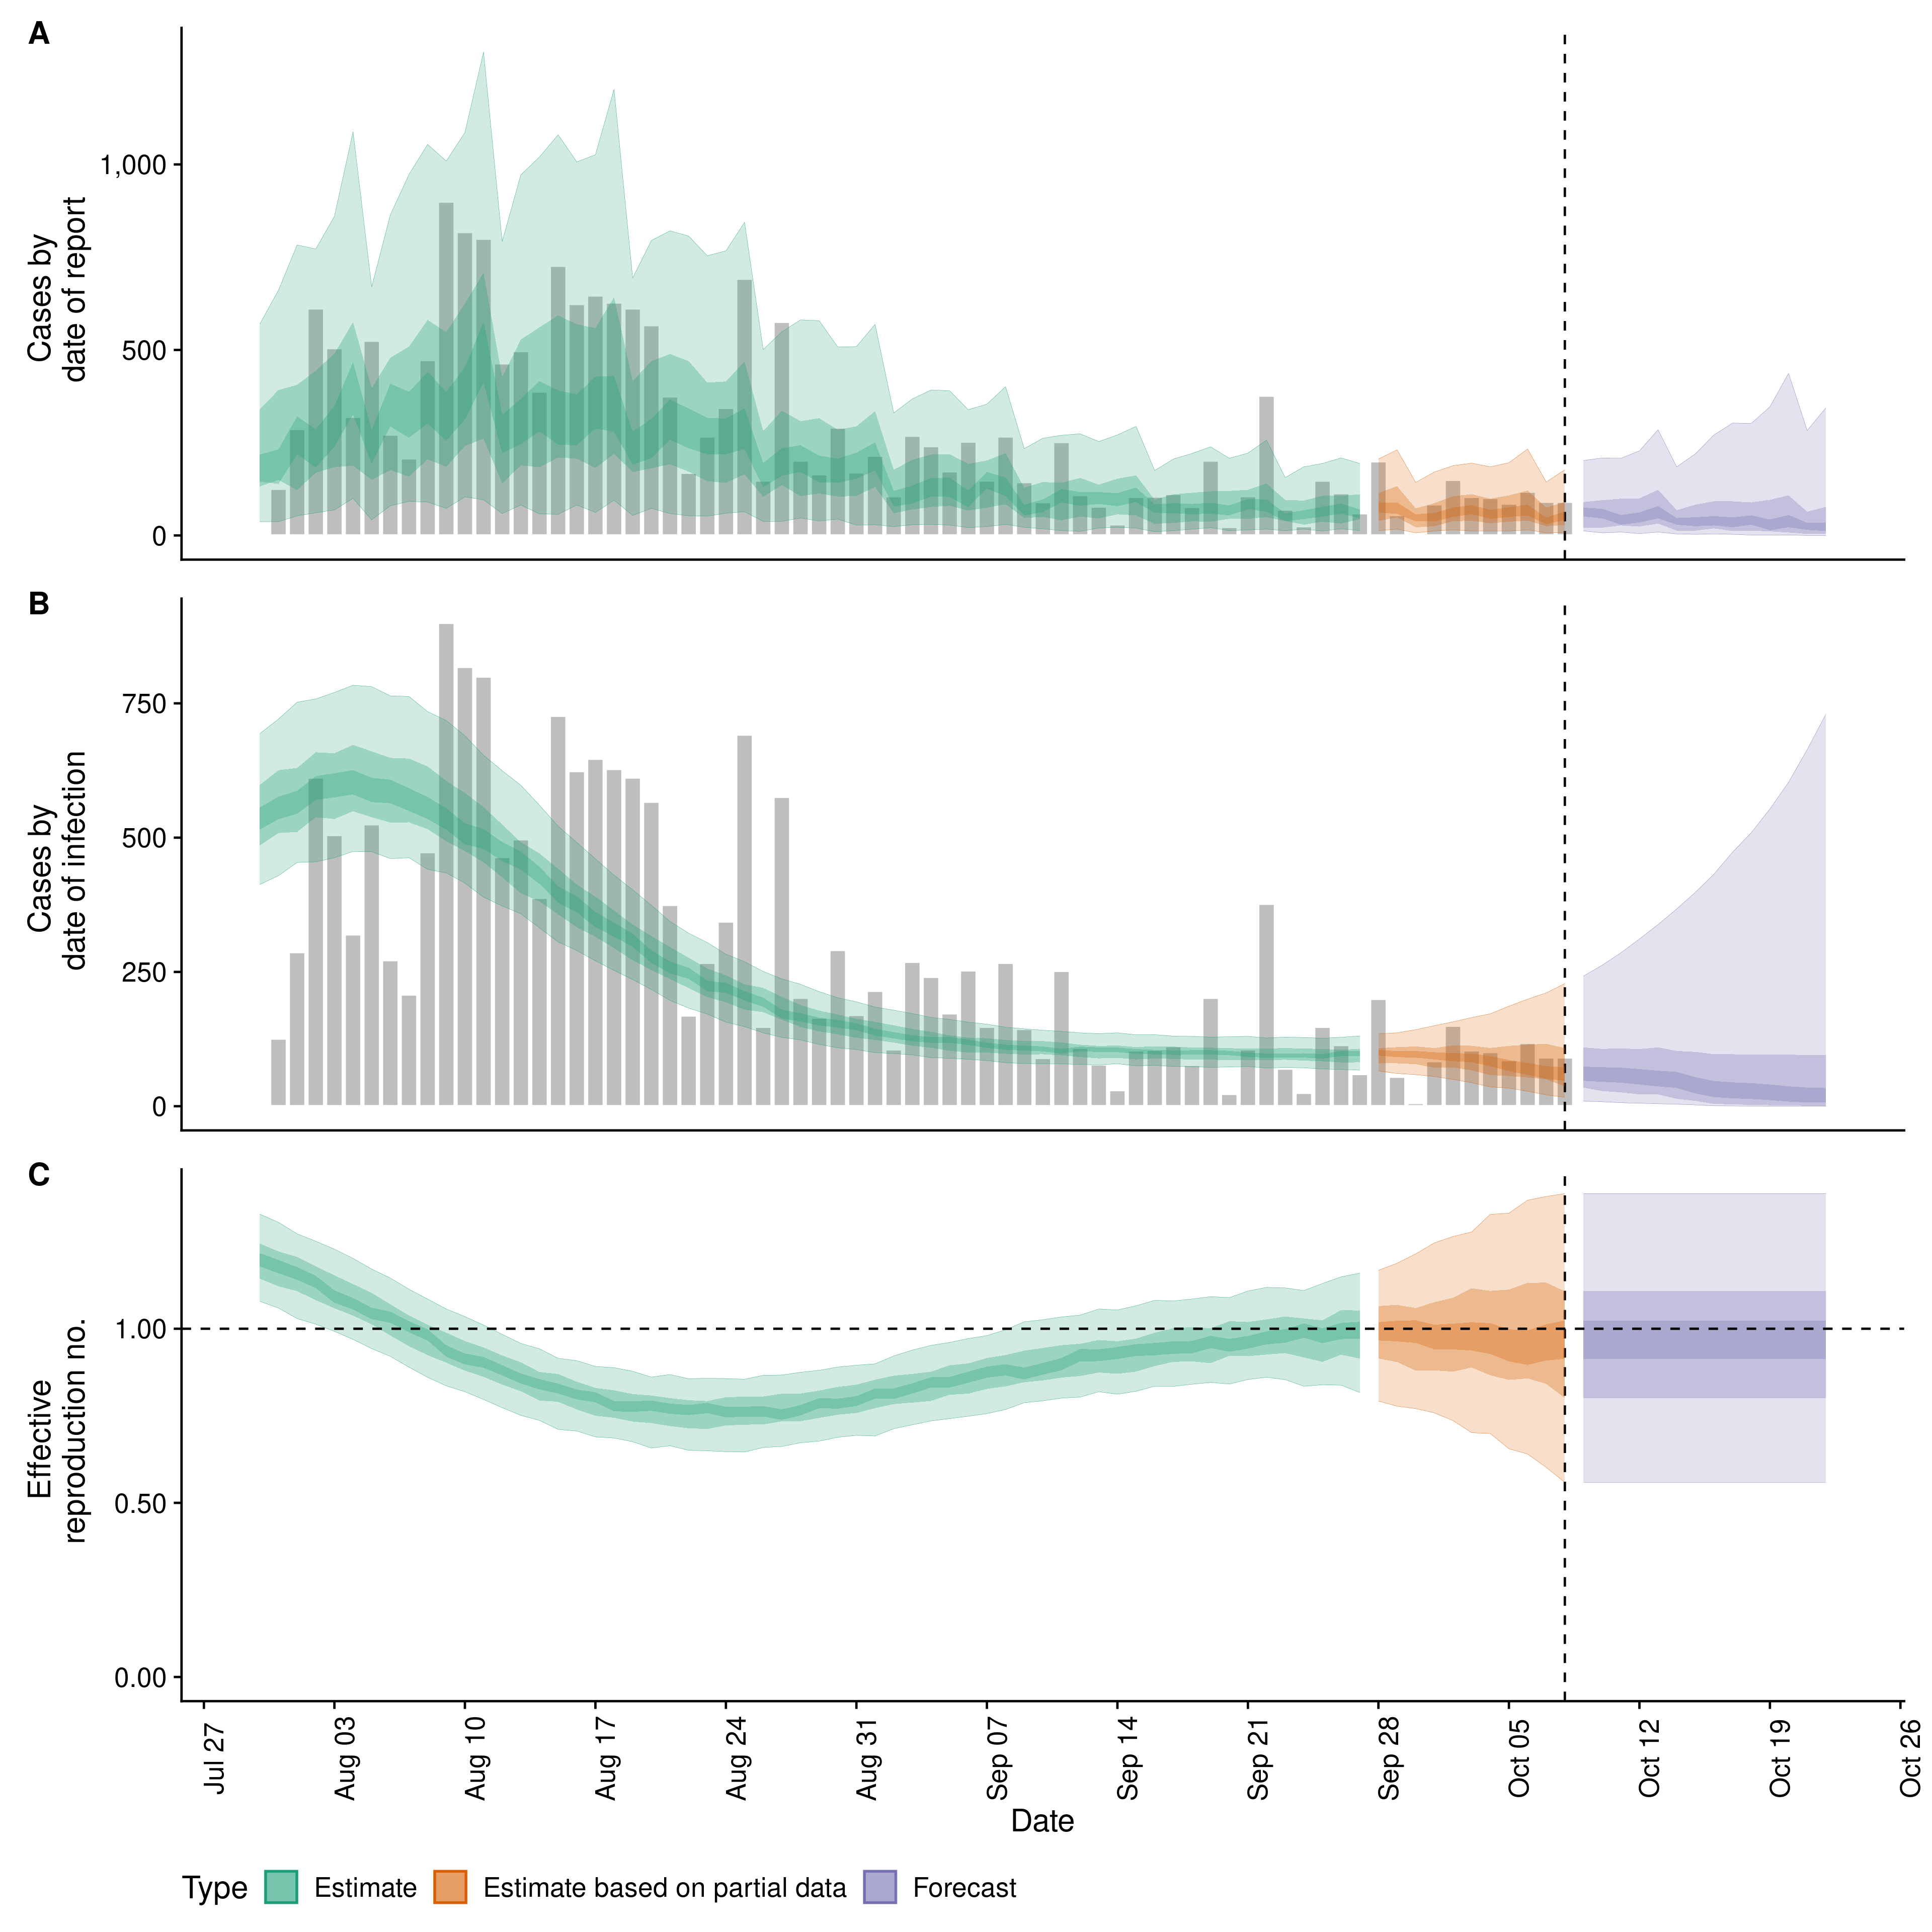 A
Cases by
date of report
1,000
500
0
B
Cases by
date of infection
750
500
250
0
C
Effective
reproduction no.
1.00
0.50
0.00
Jul 27
Aug 03
Aug 10
Aug 17
Aug 24
Aug 31
Sep 07
Sep 14
Sep 21
Sep 28
Oct 05
Oct 12
Oct 19
Oct 26
Date
Type Estimate Estimate based on partial data Forecast